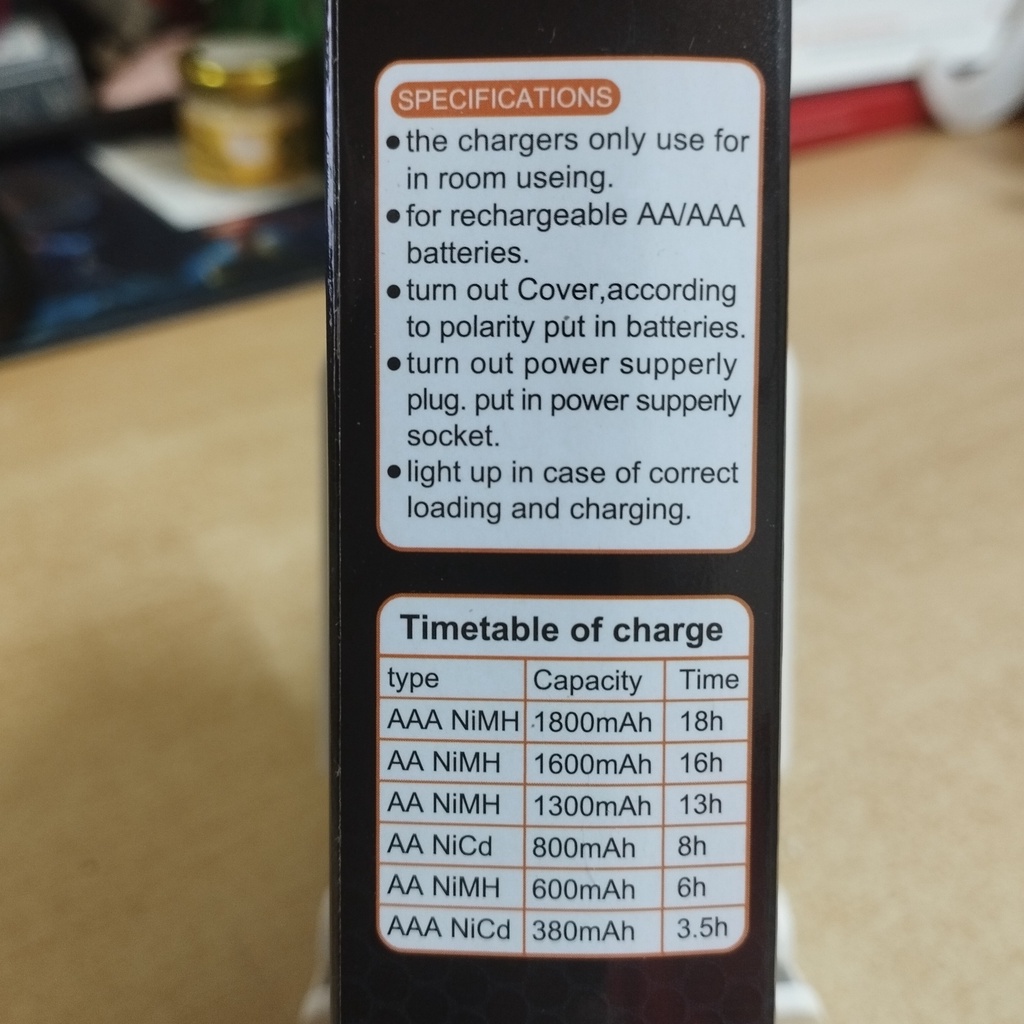 SPECIFICATIONS
●the chargers only use for
in room useing.
●for rechargeable AA/AAA
batteries.
●turn out Cover,according
to polarity put in batteries.
●turn out power supperly
plug. put in power supperly
socket.
●light up in case of correct
loading and charging.
Timetable of charge
type Capacity Time
AAA NiMH 1800mAh 18h
AA NiMH 1600mAh 16h
AA NiMH 1300mAh 13h
AA NiCd 800mAh 8h
AA NiMH 600mAh 6h
AAA NiCd 380mAh 3.5h